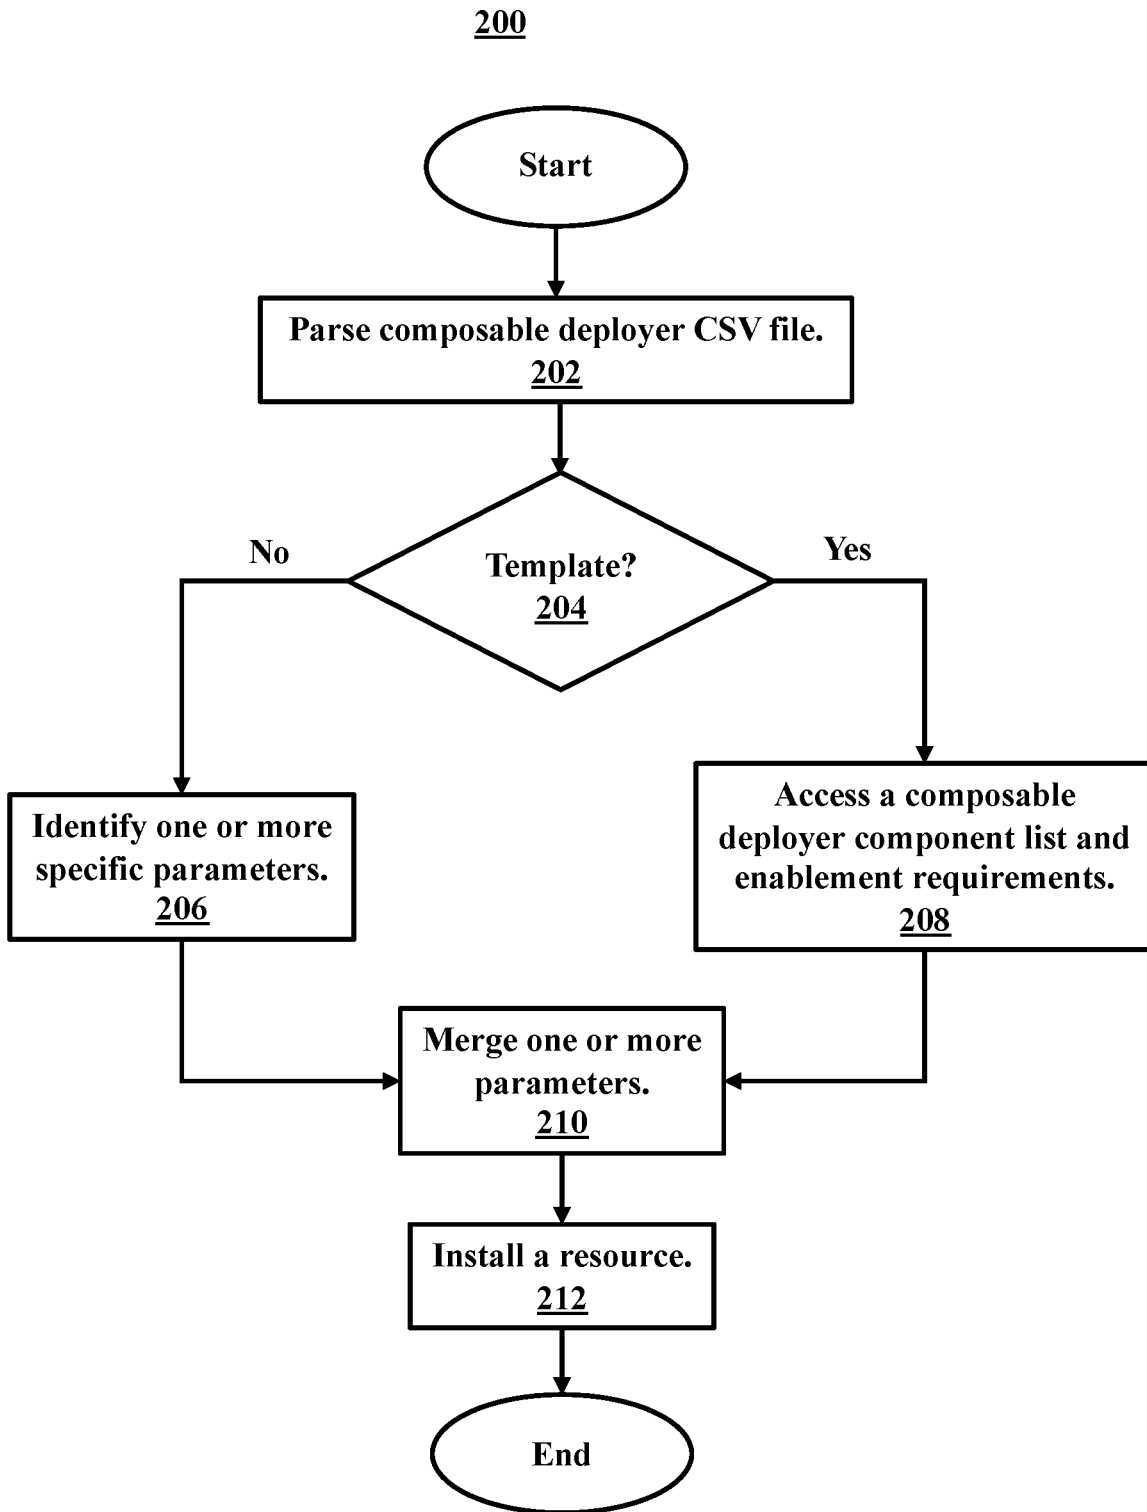 200
Start
Parse composable deployer CSV file.
202
No
Yes
Template?
204
Identify one or more
specific parameters.
206
Access a composable
deployer component list and
enablement requirements.
208
Merge one or more
parameters.
210
Install a resource.
212
End